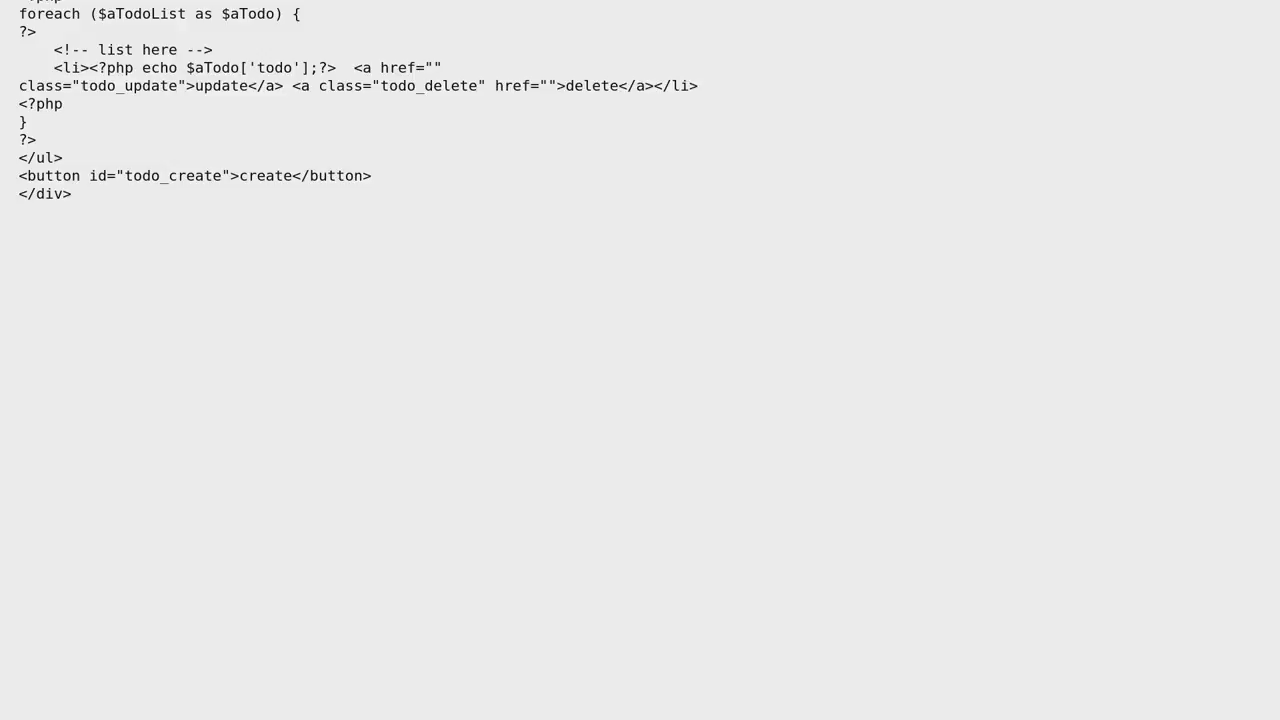 foreach ($aTodoList as $aTodo) {
?>
    <!-- list here -->
    <li><?php echo $aTodo['todo'];?>  <a href=""
class="todo_update">update</a> <a class="todo_delete" href="">delete</a></li>
<?php
}
?>
</ul>
<button id="todo_create">create</button>
</div>